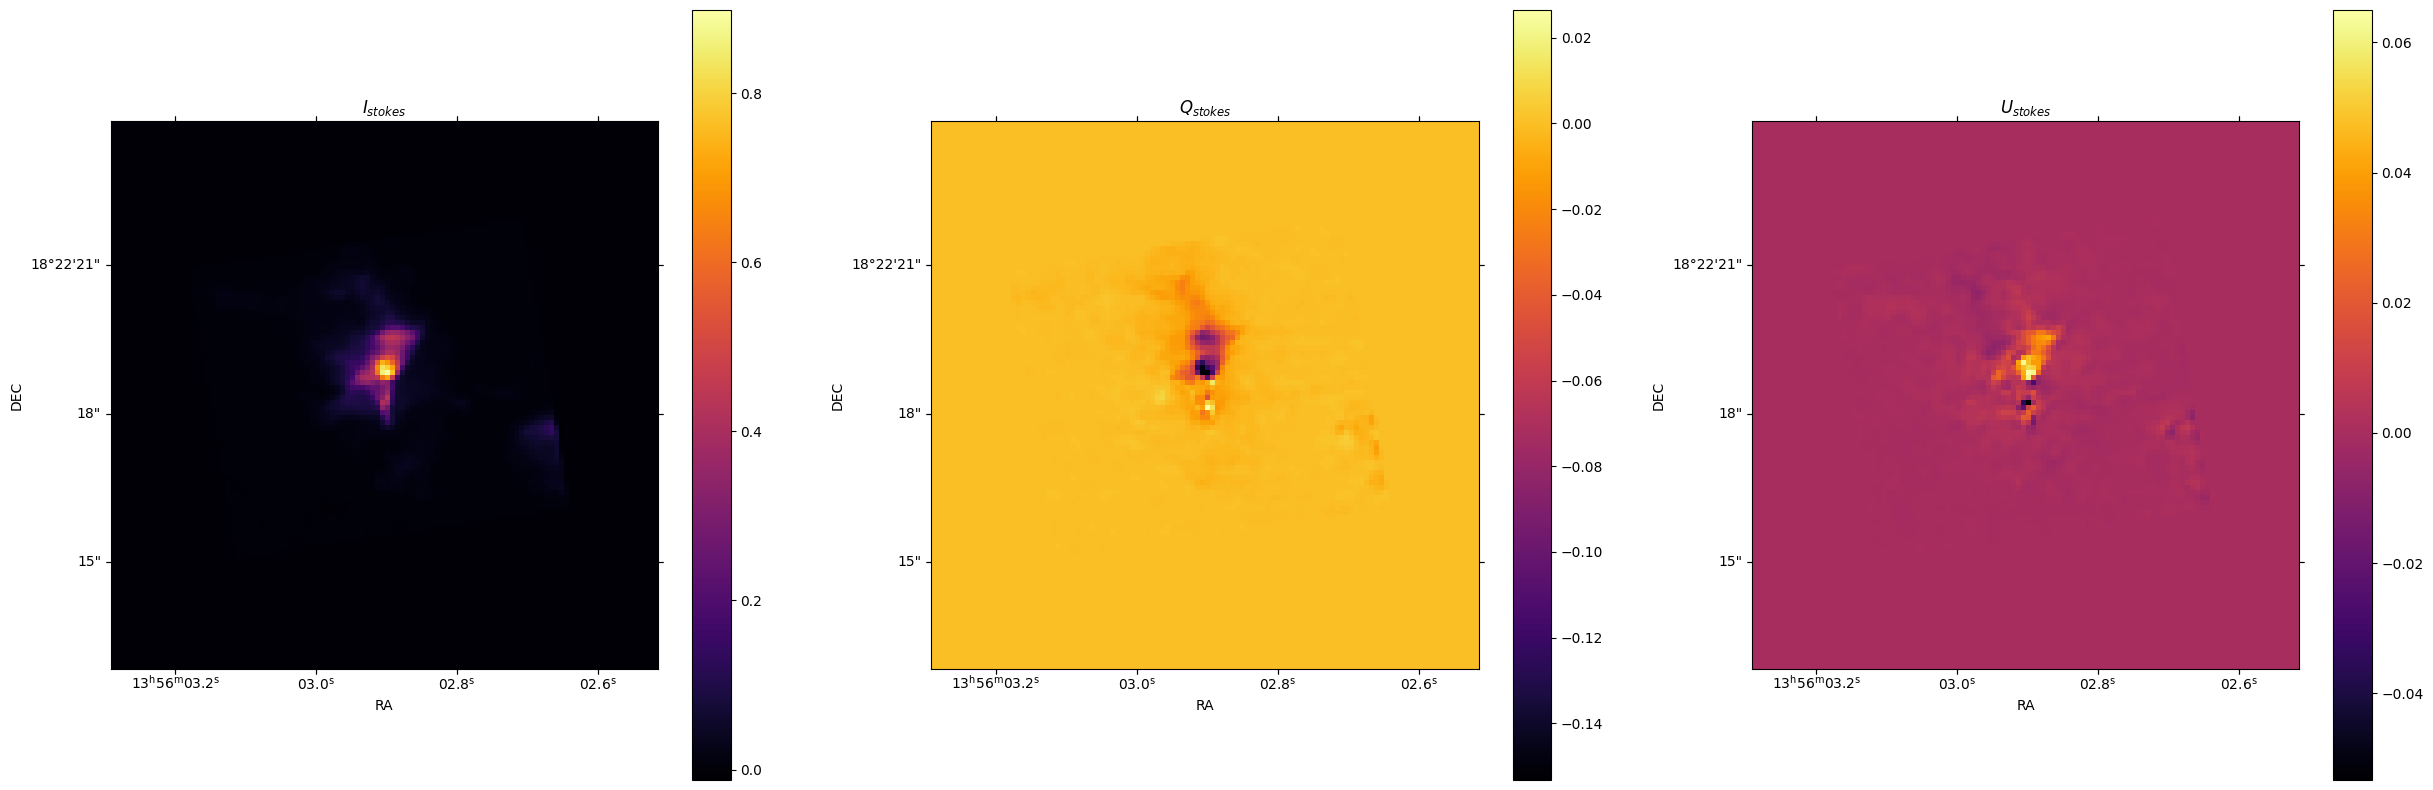 I_stokes
0.8
0.6
0.4
0.2
0.0
18°22'21"
18"
15"
DEC
13h56m03.2s 03.0s 02.8s 02.6s
RA
Q_stokes
0.02
0.00
−0.02
−0.04
−0.06
−0.08
−0.10
−0.12
−0.14
18°22'21"
18"
15"
DEC
13h56m03.2s 03.0s 02.8s 02.6s
RA
U_stokes
0.06
0.04
0.02
0.00
−0.02
−0.04
18°22'21"
18"
15"
DEC
13h56m03.2s 03.0s 02.8s 02.6s
RA